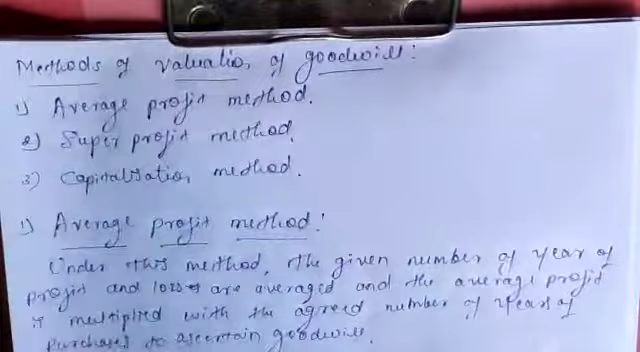 Methods of valuation of goodwill:
1) Average profit method.
2) Super profit method.
3) Capitalisation method.
1) Average profit method:
Under this method, the given number of year of
profit and loss are averaged and the average profit
is multiplied with the agreed number of years of
purchases to ascertain goodwill.